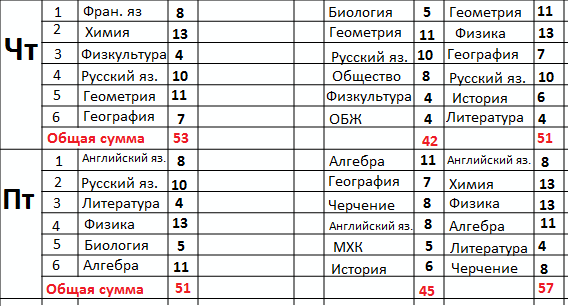 Чт 1 Фран. яз 8 Биология 5 Геометрия 11
2 Химия 13 Геометрия 11 Физика 13
3 Физкультура 4 Русский яз. 10 География 7
4 Русский яз. 10 Общество 8 Русский яз. 10
5 Геометрия 11 Физкультура 4 История 6
6 География 7 ОБЖ 4 Литература 4
Общая сумма 53 42 51
Пт 1 Английский яз. 8 Алгебра 11 Английский яз. 8
2 Русский яз. 10 География 7 Химия 13
3 Литература 4 Черчение 8 Физика 13
4 Физика 13 Английский яз. 8 Алгебра 11
5 Биология 5 МХК 5 Литература 4
6 Алгебра 11 История 6 Черчение 8
Общая сумма 51 45 57